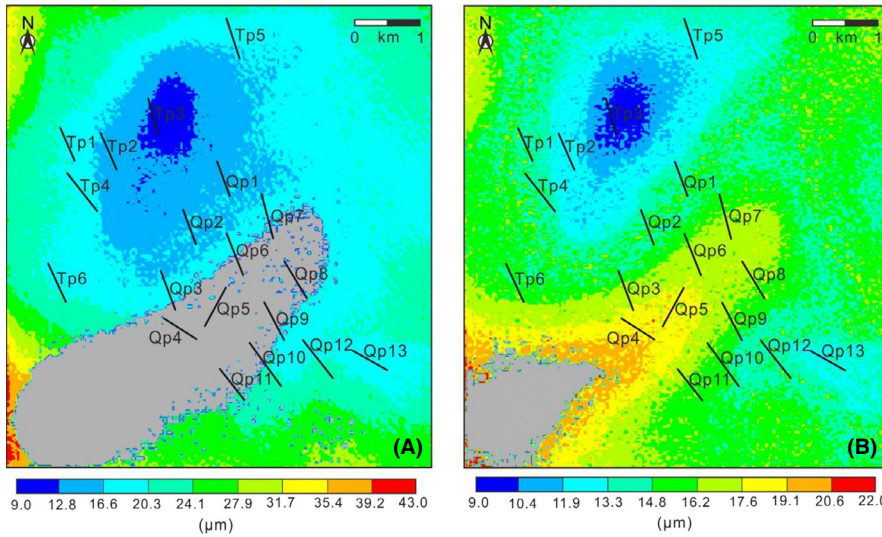 N
0 km 1
Tp5
Tp3
Tp1
Tp2
Tp4
Qp1
Qp2
Qp7
Qp6
Tp6
Qp3
Qp8
Qp5
Qp4
Qp9
Qp10
Qp12
Qp13
Qp11
(A)
9.0 12.8 16.6 20.3 24.1 27.9 31.7 35.4 39.2 43.0
(μm)
N
0 km 1
Tp5
Tp3
Tp1
Tp2
Tp4
Qp1
Qp2
Qp7
Qp6
Tp6
Qp3
Qp8
Qp5
Qp4
Qp9
Qp10
Qp12
Qp13
Qp11
(B)
9.0 10.4 11.9 13.3 14.8 16.2 17.6 19.1 20.6 22.0
(μm)